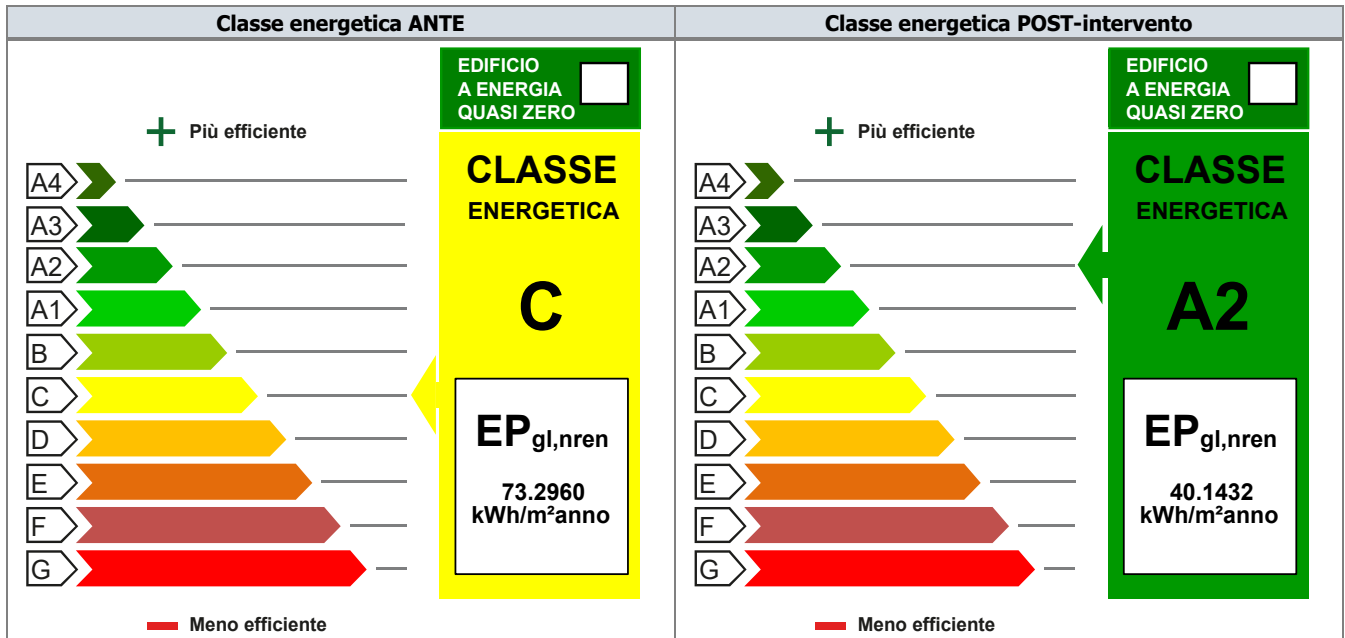 Classe energetica ANTE
EDIFICIO
A ENERGIA
QUASI ZERO
+ Più efficiente
A4
A3
A2
A1
B
C
D
E
F
G
Meno efficiente
CLASSE
ENERGETICA
C
EPgl,nren
73.2960
kWh/m²anno
Classe energetica POST-intervento
EDIFICIO
A ENERGIA
QUASI ZERO
+ Più efficiente
A4
A3
A2
A1
B
C
D
E
F
G
Meno efficiente
CLASSE
ENERGETICA
A2
EPgl,nren
40.1432
kWh/m²anno